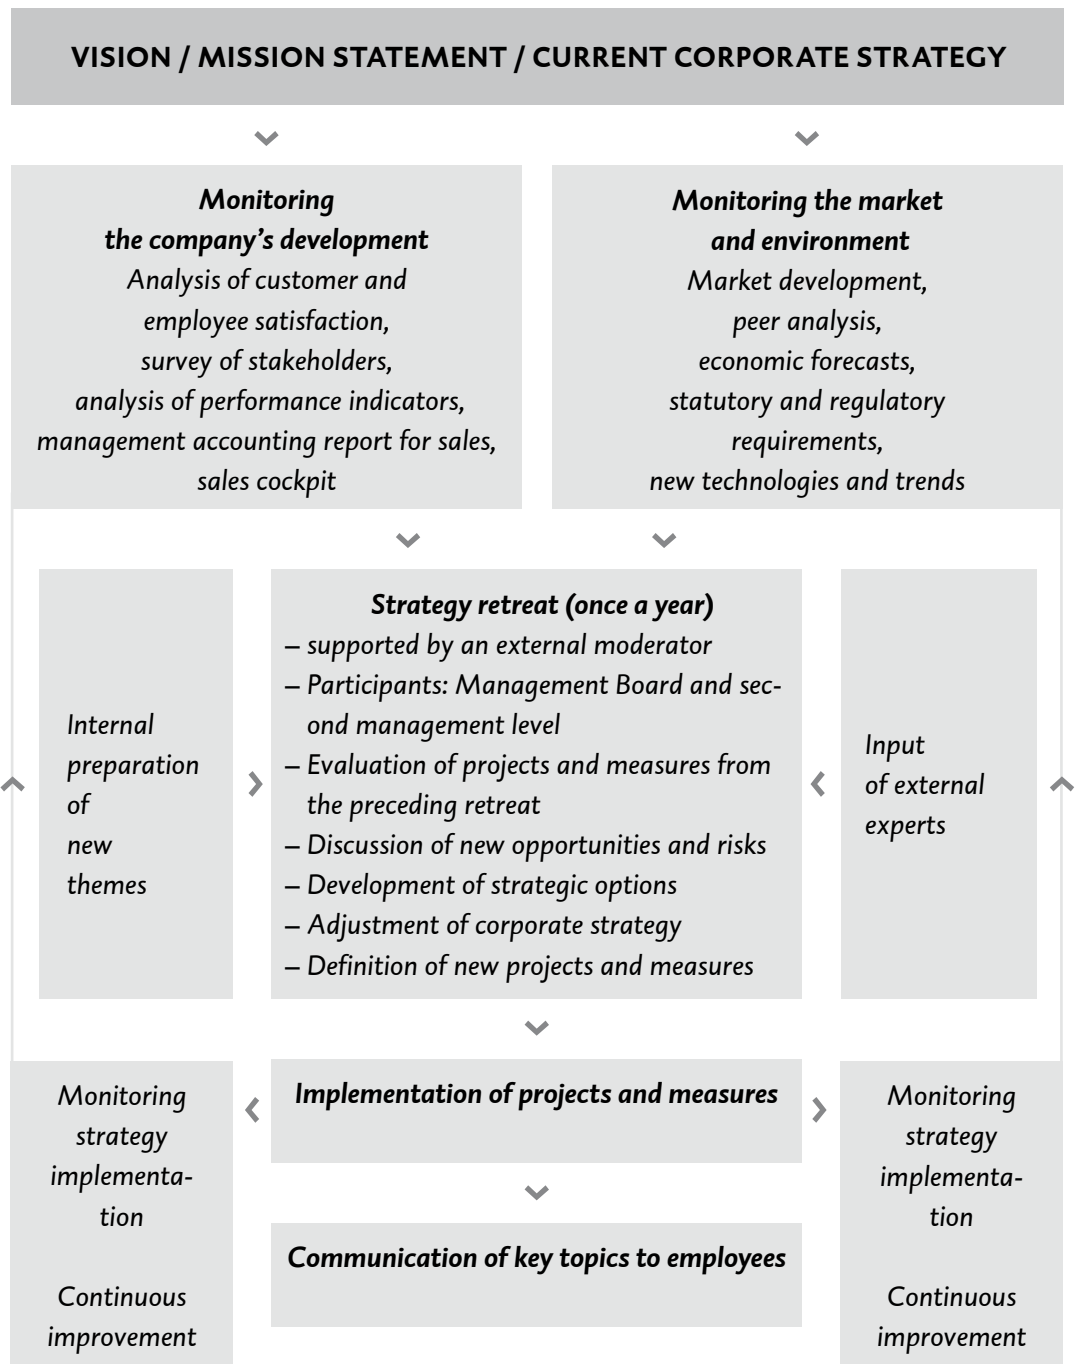 VISION / MISSION STATEMENT / CURRENT CORPORATE STRATEGY
Monitoring
the company's development
Analysis of customer and
employee satisfaction,
survey of stakeholders,
analysis of performance indicators,
management accounting report for sales,
sales cockpit
Monitoring the market
and environment
Market development,
peer analysis,
economic forecasts,
statutory and regulatory
requirements,
new technologies and trends
Internal
preparation
of
new
themes
Strategy retreat (once a year)
– supported by an external moderator
– Participants: Management Board and sec-
ond management level
– Evaluation of projects and measures from
the preceding retreat
– Discussion of new opportunities and risks
– Development of strategic options
– Adjustment of corporate strategy
– Definition of new projects and measures
Input
of external
experts
Monitoring
strategy
implementa-
tion
Continuous
improvement
Implementation of projects and measures
Communication of key topics to employees
Monitoring
strategy
implementa-
tion
Continuous
improvement